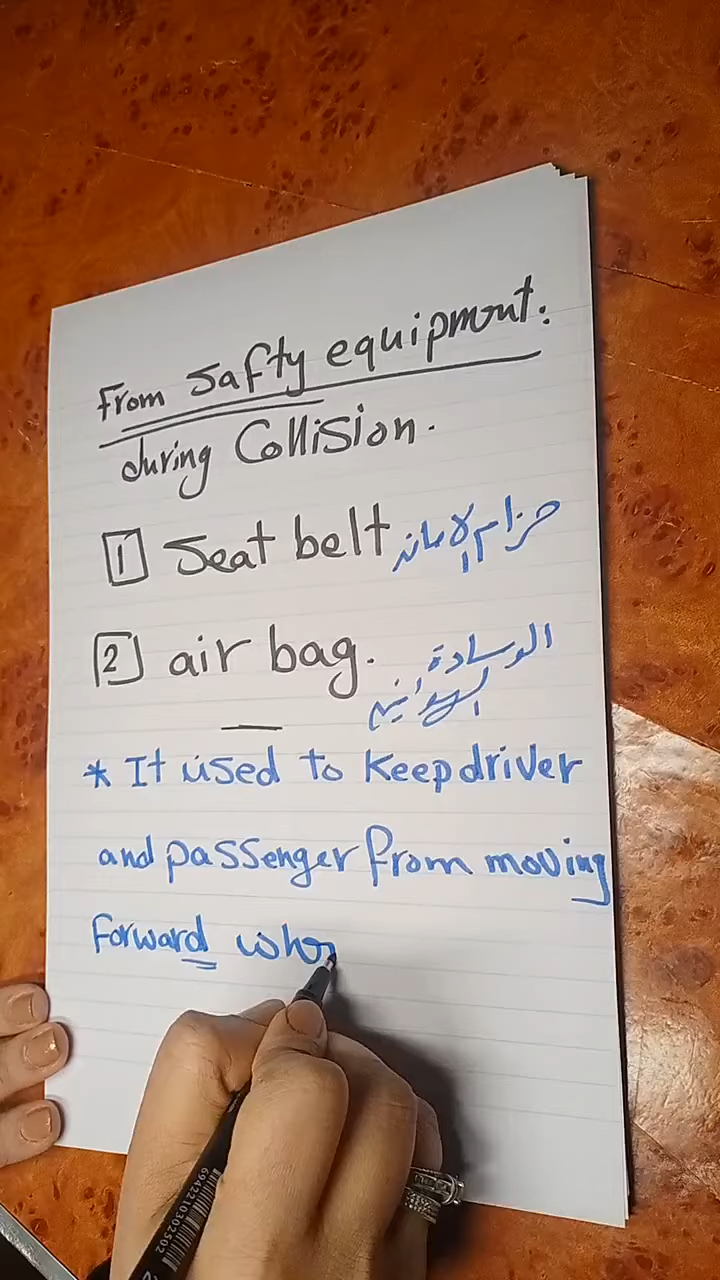 From Safty equipment.
during Collision.
1 Seat belt حزام الامان
2 air bag. الوسادة
الهوائية
* It used to keep driver
and passenger from moving
forward when
6942210302502